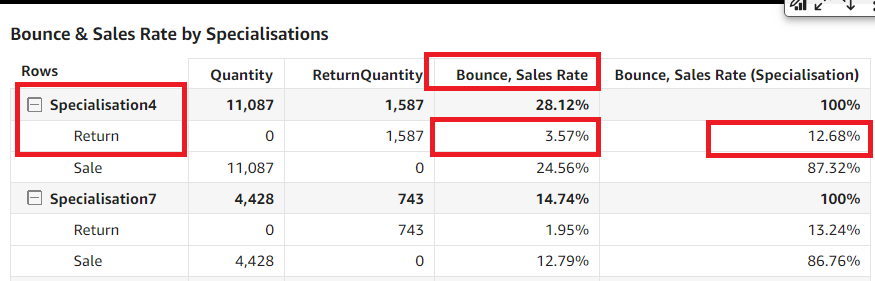 Bounce & Sales Rate by Specialisations
Rows Quantity ReturnQuantity Bounce, Sales Rate Bounce, Sales Rate (Specialisation)
Specialisation4 11,087 1,587 28.12% 100%
Return 0 1,587 3.57% 12.68%
Sale 11,087 0 24.56% 87.32%
Specialisation7 4,428 743 14.74% 100%
Return 0 743 1.95% 13.24%
Sale 4,428 0 12.79% 86.76%